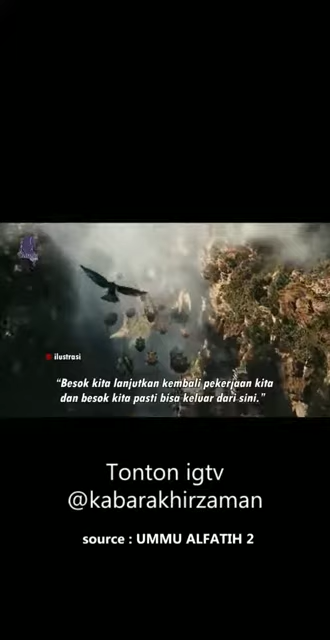 ilustrasi
"Besok kita lanjutkan kembali pekerjaan kita
dan besok kita pasti bisa keluar dari sini."
Tonton igtv
@kabarakhirzaman
source : UMMU ALFATIH 2